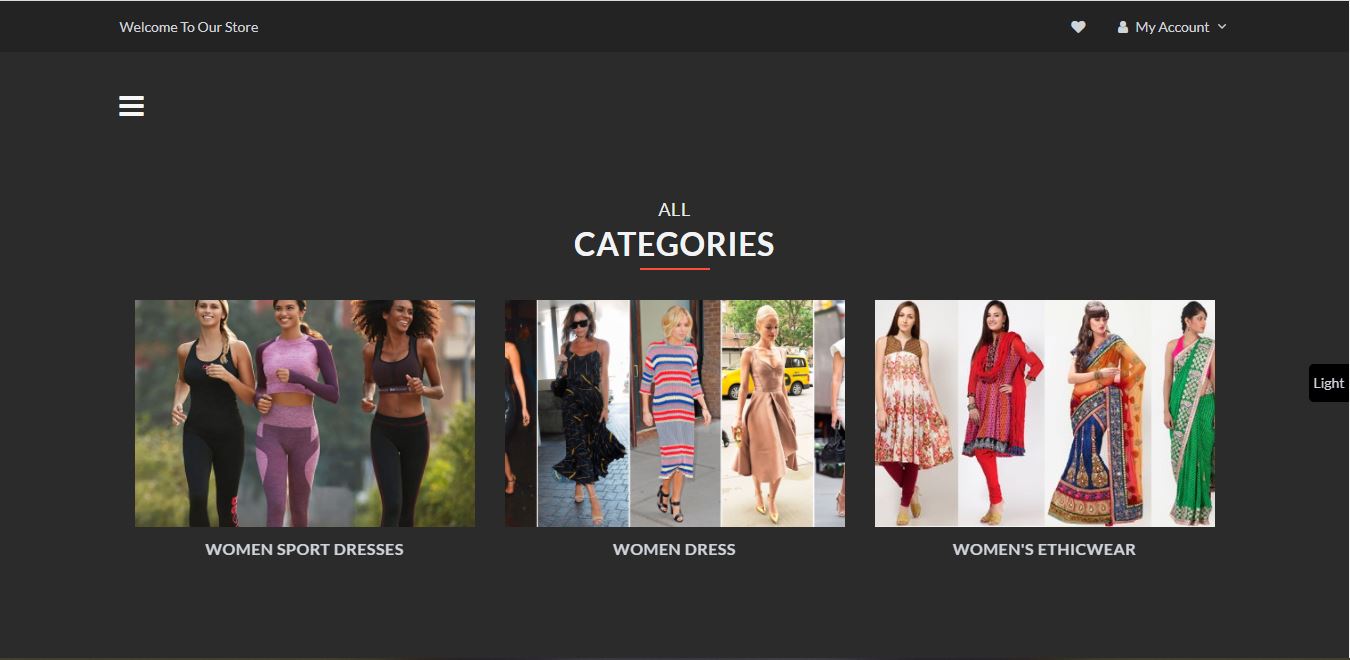 Welcome To Our Store
My Account
ALL
CATEGORIES
Light
WOMEN SPORT DRESSES
WOMEN DRESS
WOMEN'S ETHICWEAR